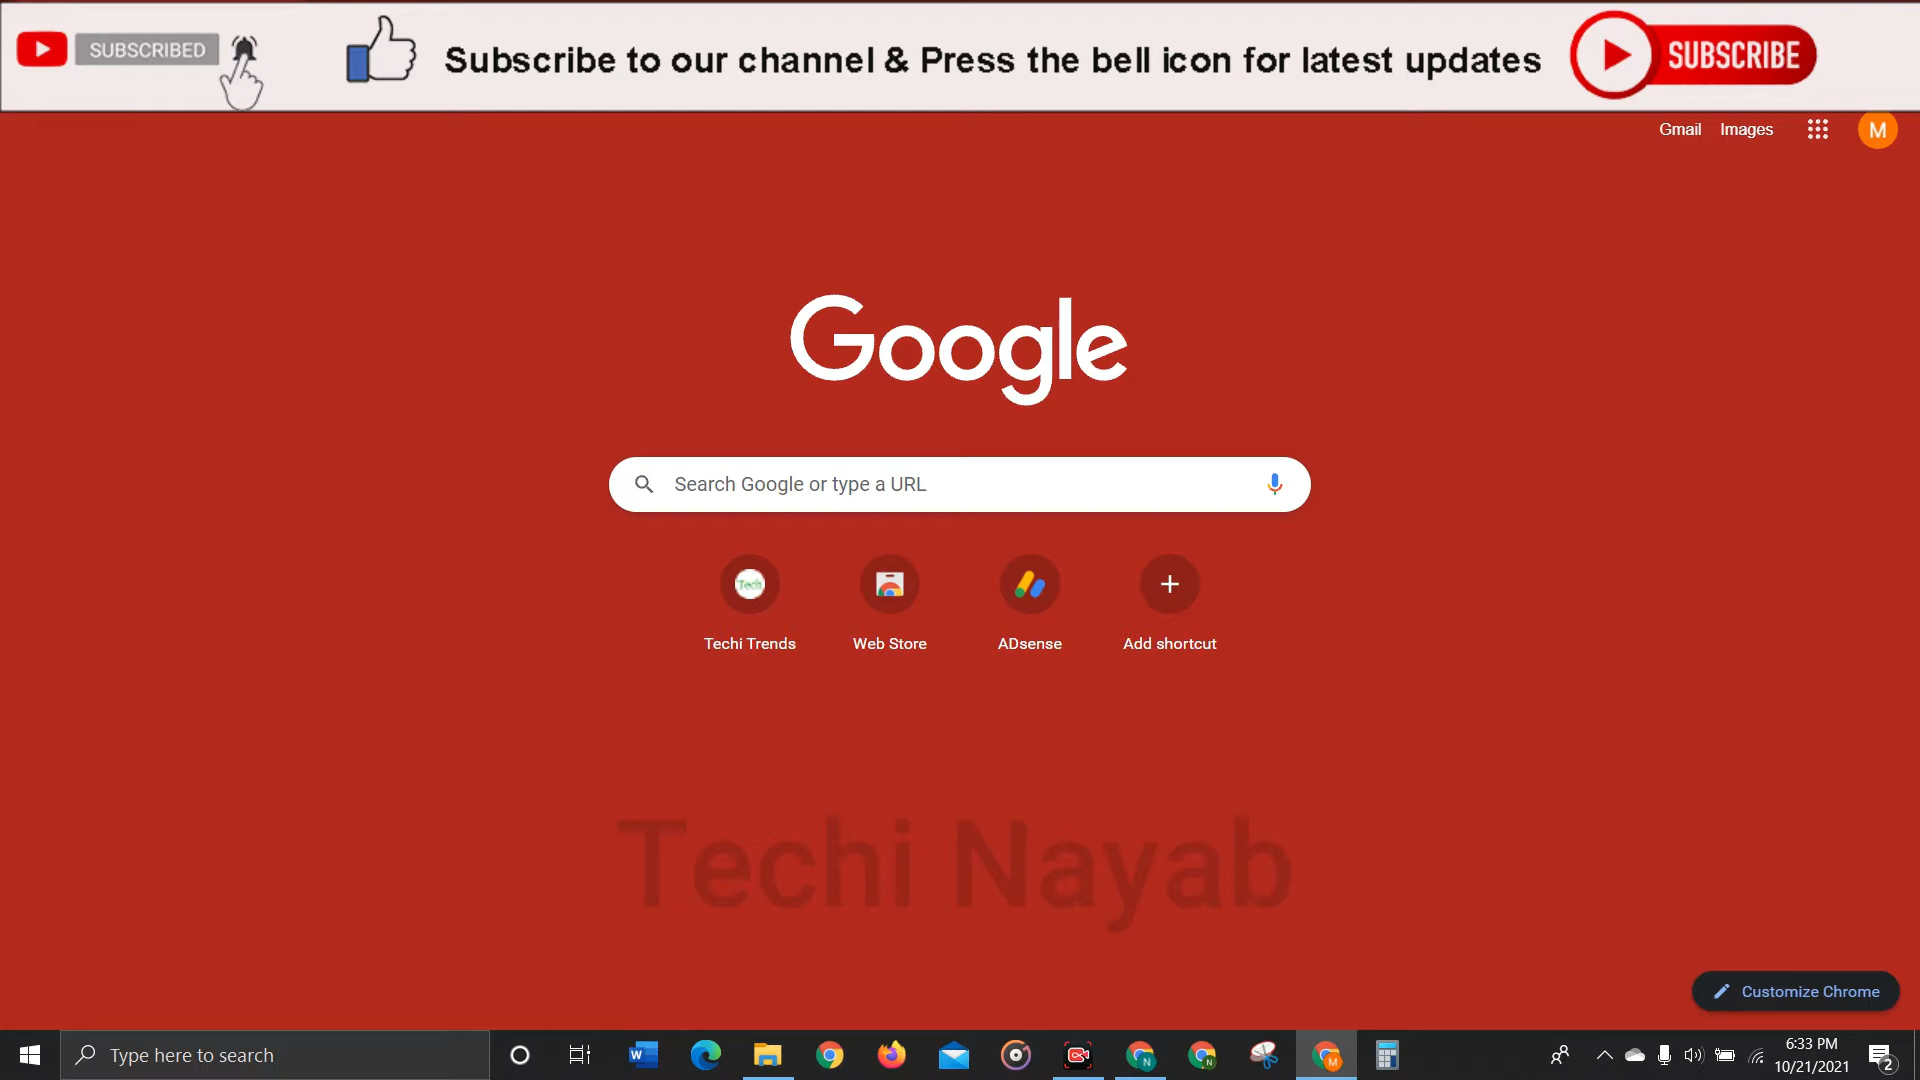 SUBSCRIBED
Subscribe to our channel & Press the bell icon for latest updates
SUBSCRIBE
Gmail Images
M
Google
Search Google or type a URL
Tech
Techi Trends Web Store ADsense Add shortcut
Techi Nayab
Customize Chrome
Type here to search
W
N
N
M
6:33 PM
10/21/2021
2